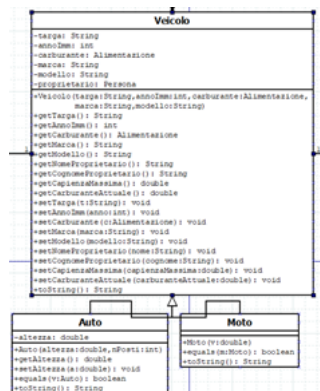 Veicolo
-targa: String
-annoImm: int
-carburante: Alimentazione
-marca: String
-modello: String
-proprietario: Persona
+Veicolo(targa:String,annoImm:int,carburante:Alimentazione,
marca:String,modello:String)
+getTarga(): String
+getAnnoImm(): int
+getCarburante(): Alimentazione
+getMarca(): String
+getModello(): String
+getNomeProprietario(): String
+getCognomeProprietario(): String
+getCapienzaMassima(): double
+getCarburanteAttuale(): double
+setTarga(t:String): void
+setAnnoImm(anno:int): void
+setCarburante(c:Alimentazione): void
+setMarca(marca:String): void
+setModello(modello:String): void
+setNomeProprietario(nome:String): void
+setCognomeProprietario(cognome:String): void
+setCapienzaMassima(capienzaMassima:double): void
+setCarburanteAttuale(carburanteAttuale:double): void
+toString(): String
Auto
-altezza: double
+Auto(altezza:double,nPosti:int)
+getAltezza(): double
+setAltezza(a:double): void
+equals(v:Auto): boolean
+toString(): String
Moto
+Moto(v:double)
+equals(m:Moto): boolean
+toString(): String